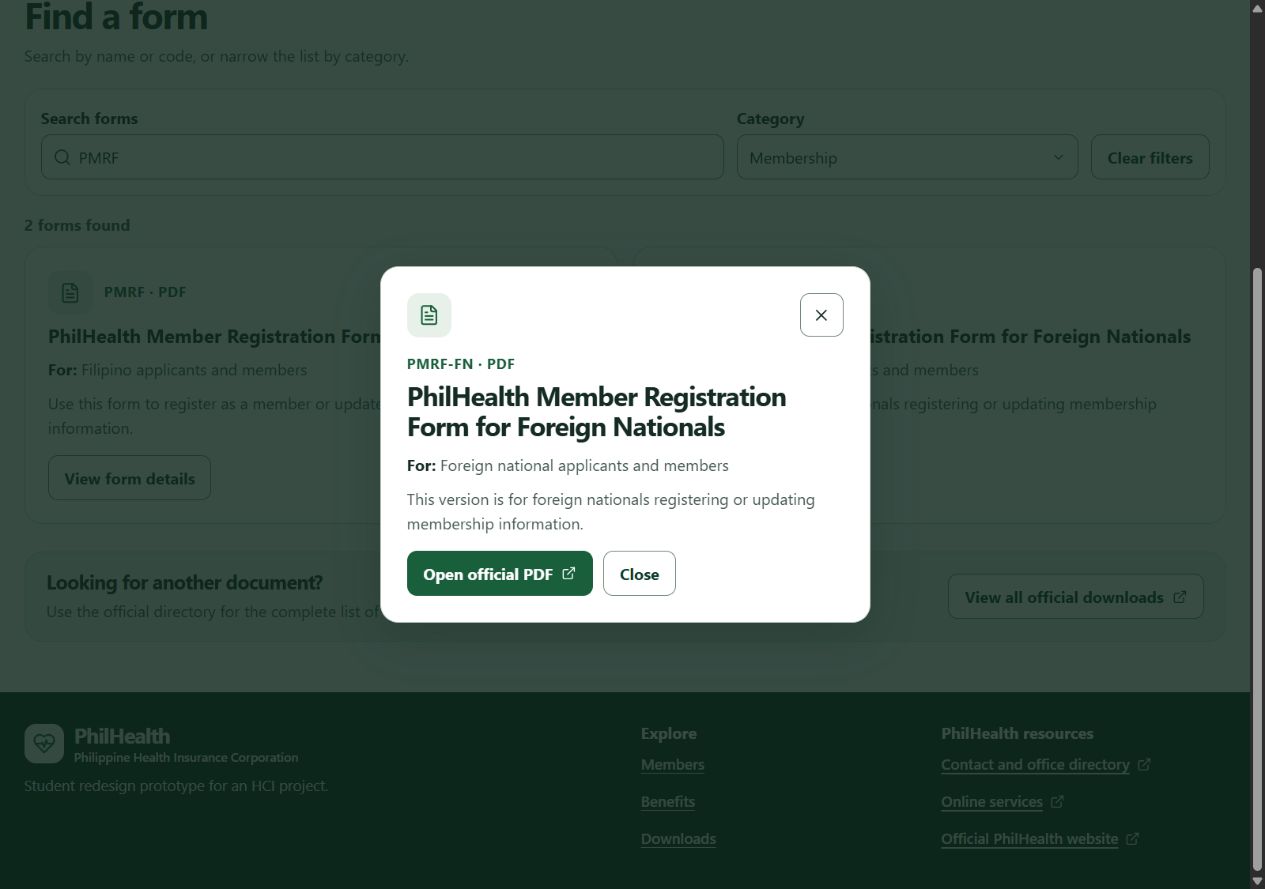 Find a form
Search by name or code, or narrow the list by category.
Search forms
Category
PMRF
Membership
Clear filters
2 forms found
PMRF · PDF
PhilHealth Member Registration Form
For: Filipino applicants and members
Use this form to register as a member or update
information.
View form details
istration Form for Foreign Nationals
s and members
nals registering or updating membership
PMRF-FN · PDF
PhilHealth Member Registration
Form for Foreign Nationals
For: Foreign national applicants and members
This version is for foreign nationals registering or updating
membership information.
Open official PDF
Close
Looking for another document?
Use the official directory for the complete list of
View all official downloads
PhilHealth
Philippine Health Insurance Corporation
Student redesign prototype for an HCI project.
Explore
Members
Benefits
Downloads
PhilHealth resources
Contact and office directory
Online services
Official PhilHealth website